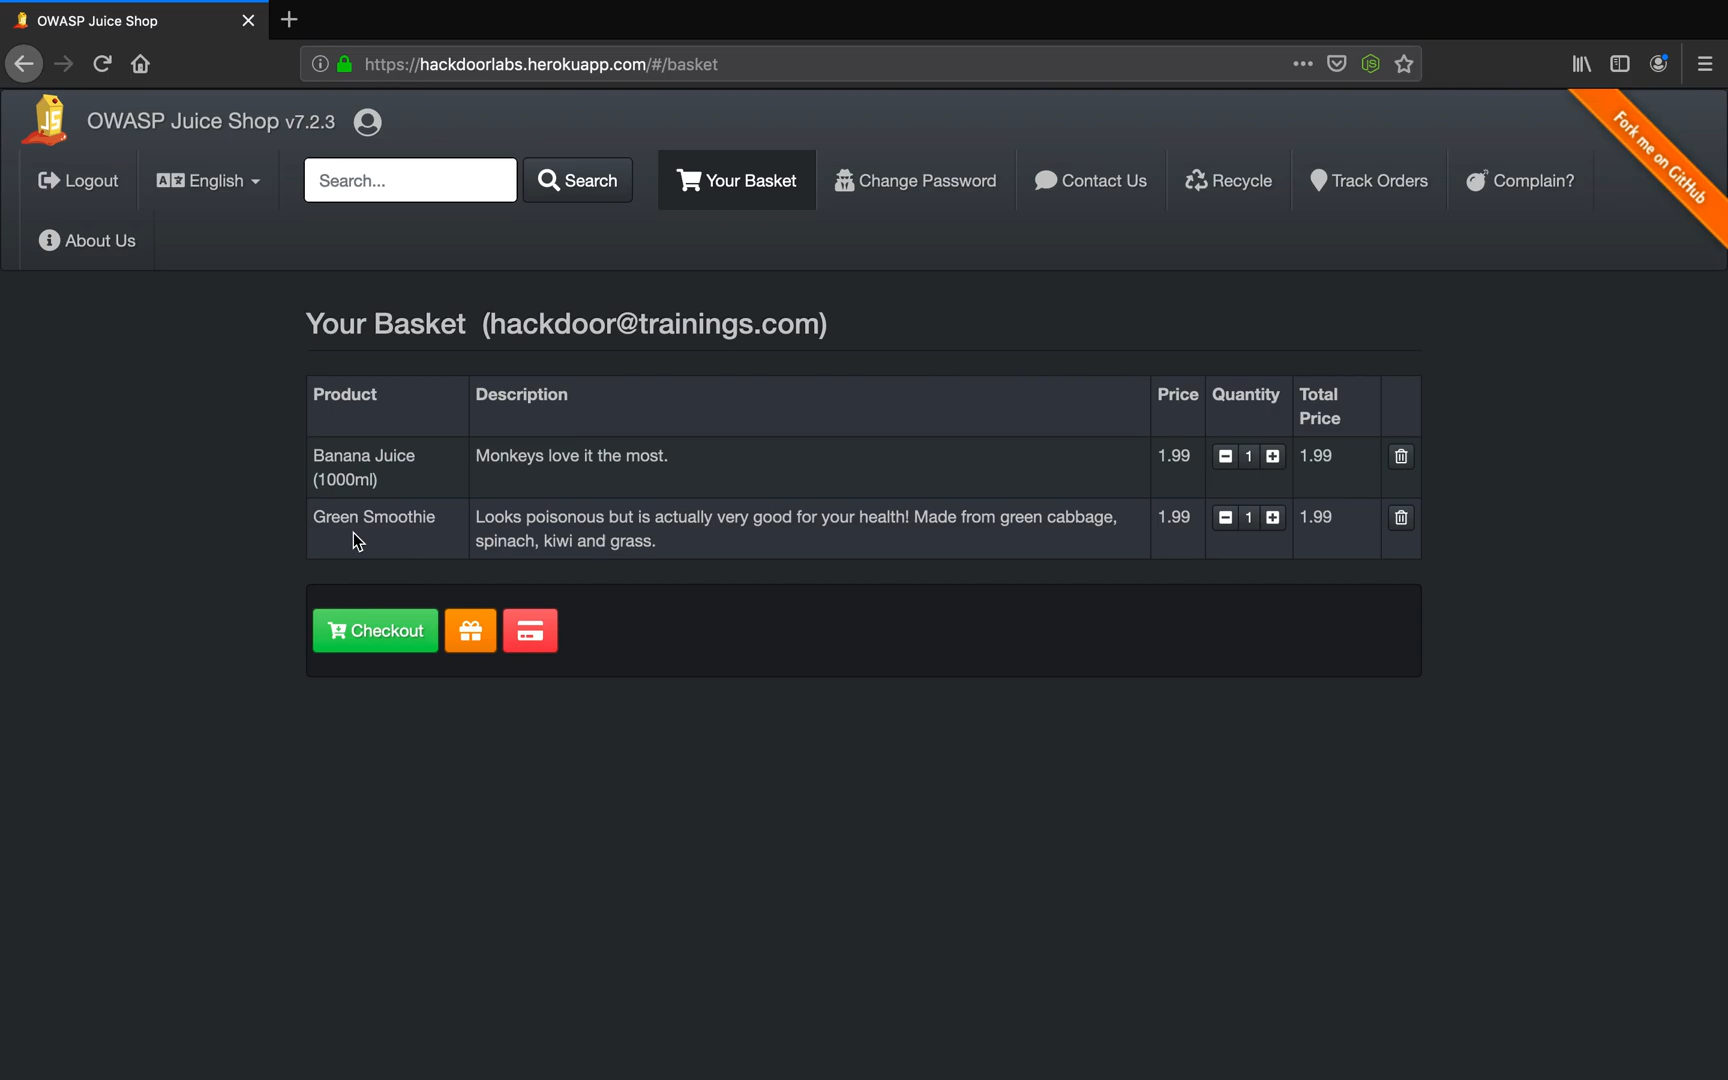 OWASP Juice Shop
https://hackdoorlabs.herokuapp.com/#/basket
OWASP Juice Shop v7.2.3
Fork me on GitHub
Logout
English
Search...
Search
Your Basket
Change Password
Contact Us
Recycle
Track Orders
Complain?
About Us
Your Basket (hackdoor@trainings.com)
Product Description Price Quantity Total
Price
Banana Juice Monkeys love it the most. 1.99 1 1.99
(1000ml)
Green Smoothie Looks poisonous but is actually very good for your health! Made from green cabbage, 1.99 1 1.99
spinach, kiwi and grass.
Checkout